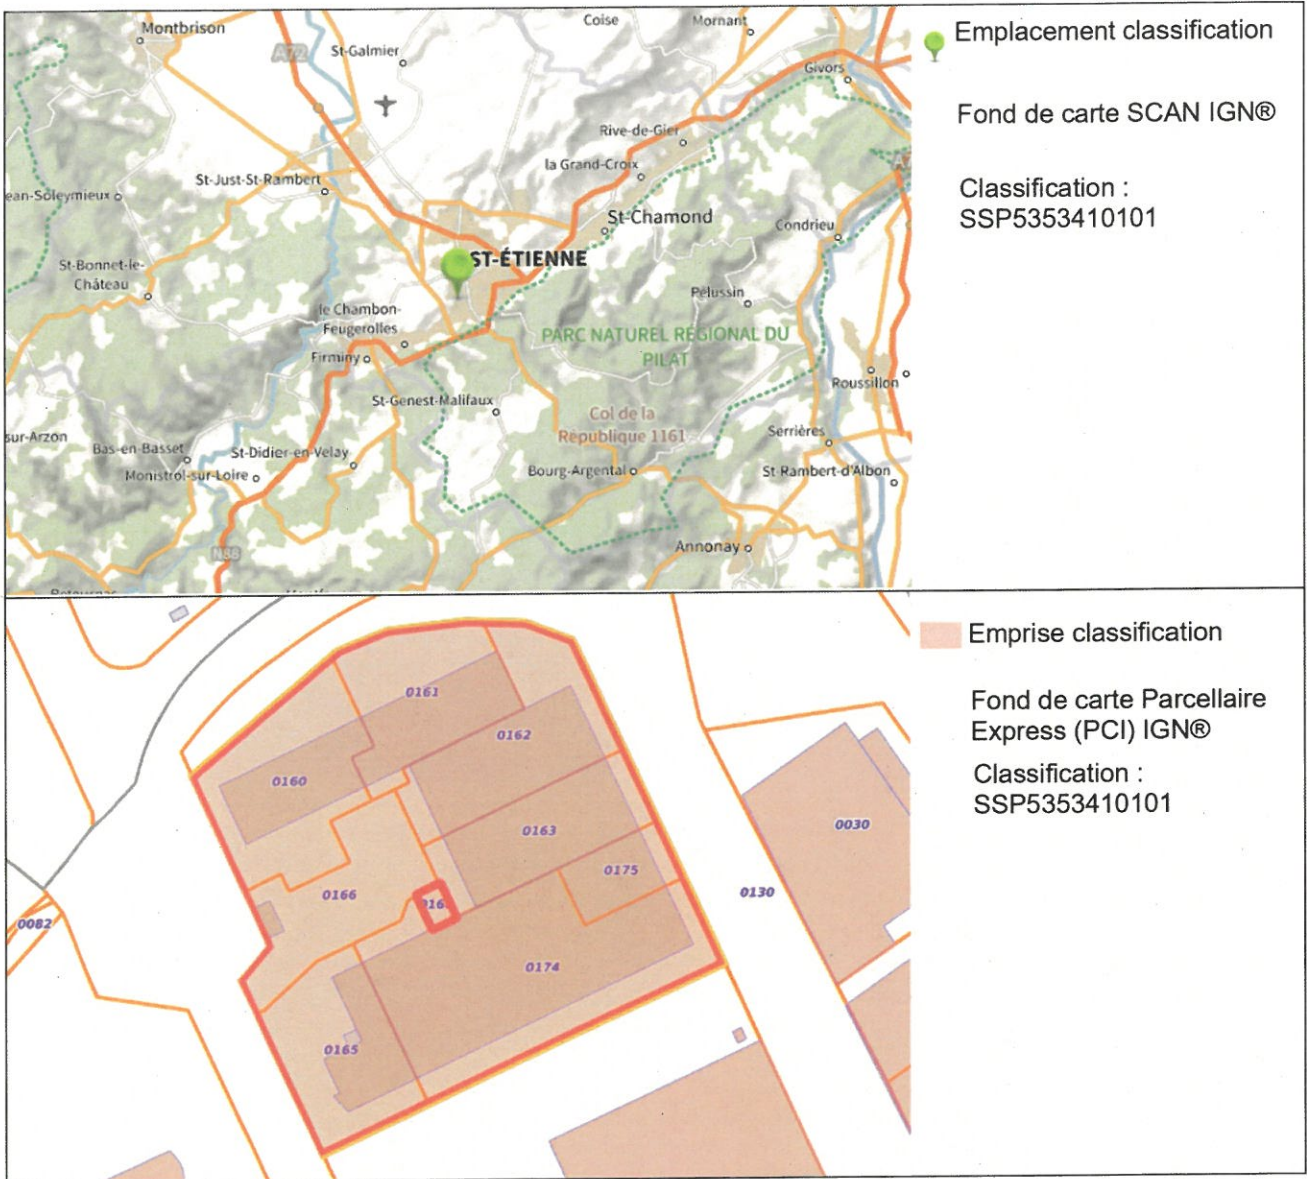 Montbrison
Coise
Mornant
Emplacement classification
A72
St-Galmier
Givors
Fond de carte SCAN IGN®
Rive-de-Gier
la Grand-Croix
ean-Soleymieux
St-Just-St-Rambert
Classification :
SSP5353410101
St-Chamond
Condrieu
ST-ÉTIENNE
St-Bonnet-le-
Château
Pélussin
le Chambon-
Feugerolles
PARC NATUREL RÉGIONAL DU
PILAT
Firminy
Roussillon
St-Genest-Malifaux
Col de la
République 1161
sur-Arzon
Bas-en-Basset
St-Didier-en-Velay
Serrières
Monistrol-sur-Loire
Bourg-Argental
St-Rambert-d'Albon
Annonay
N88
Emprise classification
Fond de carte Parcellaire
Express (PCI) IGN®
Classification :
SSP5353410101
0161
0162
0160
0163
0030
0175
0166
0130
0082
0174
0165